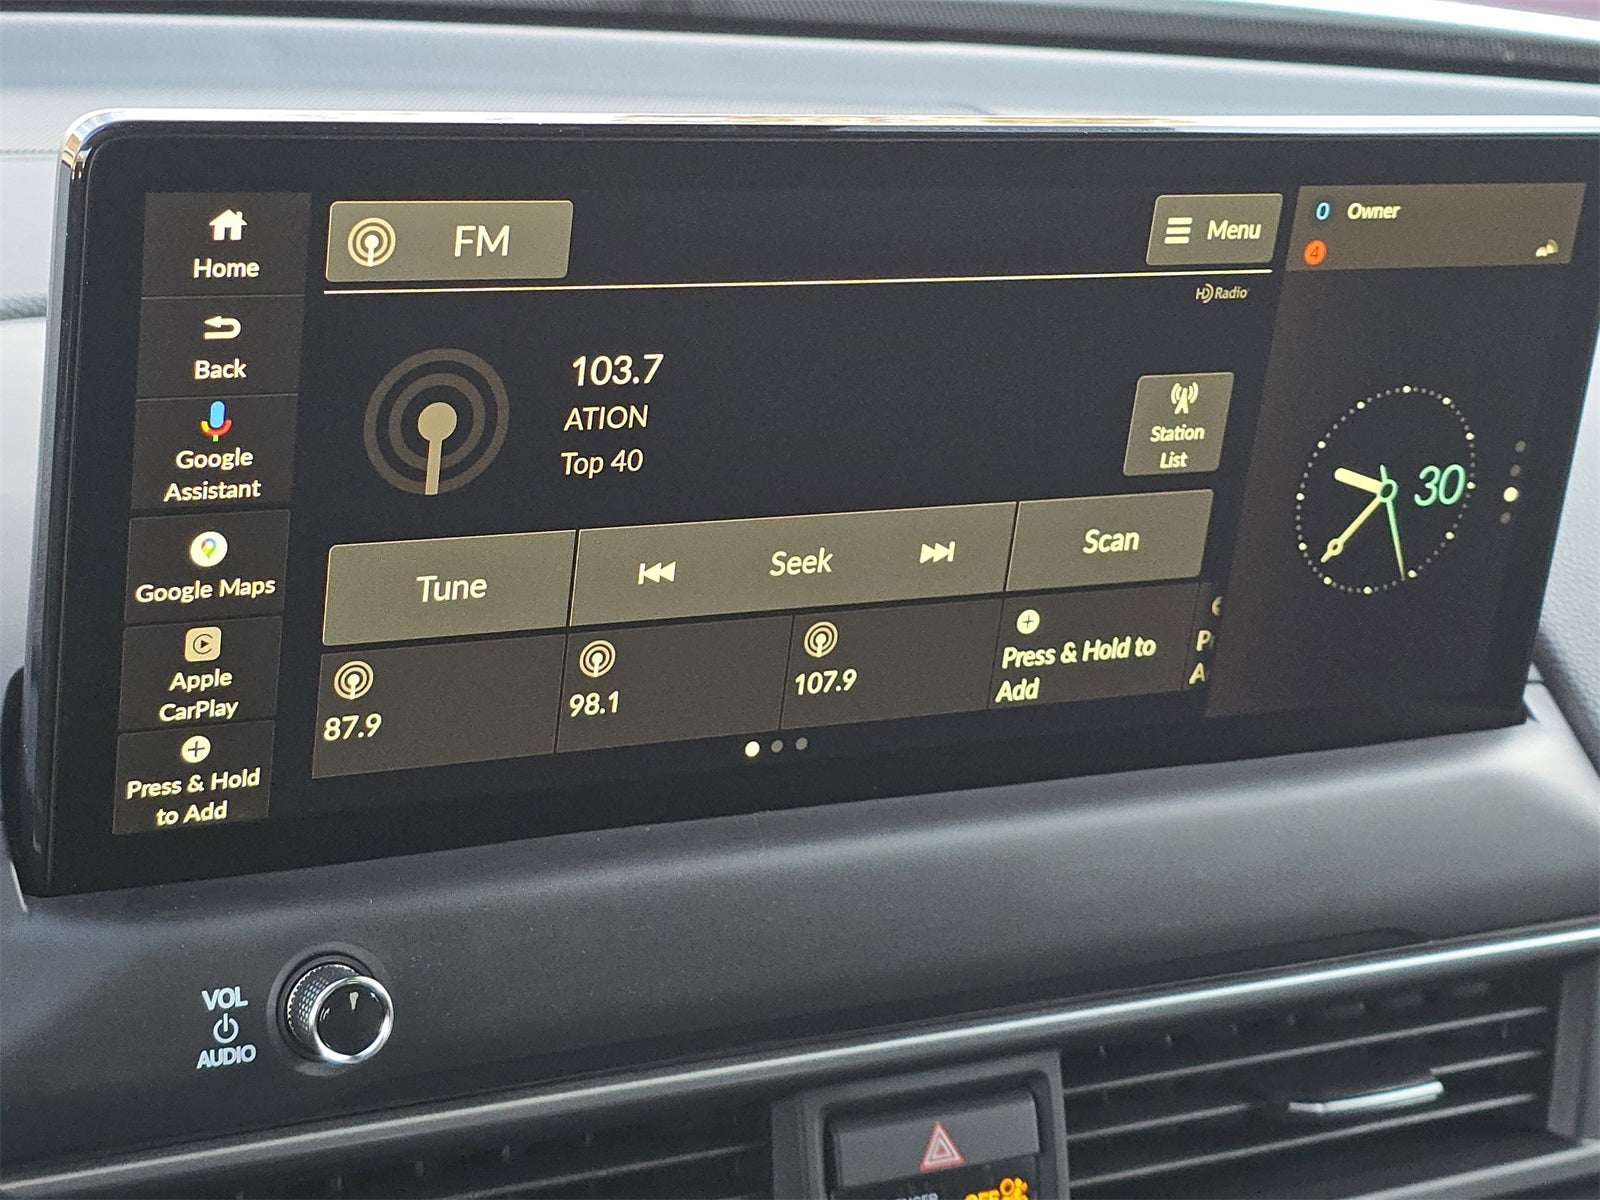 Home
Back
Google
Assistant
Google Maps
Apple
CarPlay
Press & Hold
to Add
FM
Menu
HD Radio
103.7
ATION
Top 40
Station
List
Tune
Seek
Scan
87.9
98.1
107.9
Press & Hold to
Add
P
A
0 Owner
4
30
VOL
AUDIO
OFF